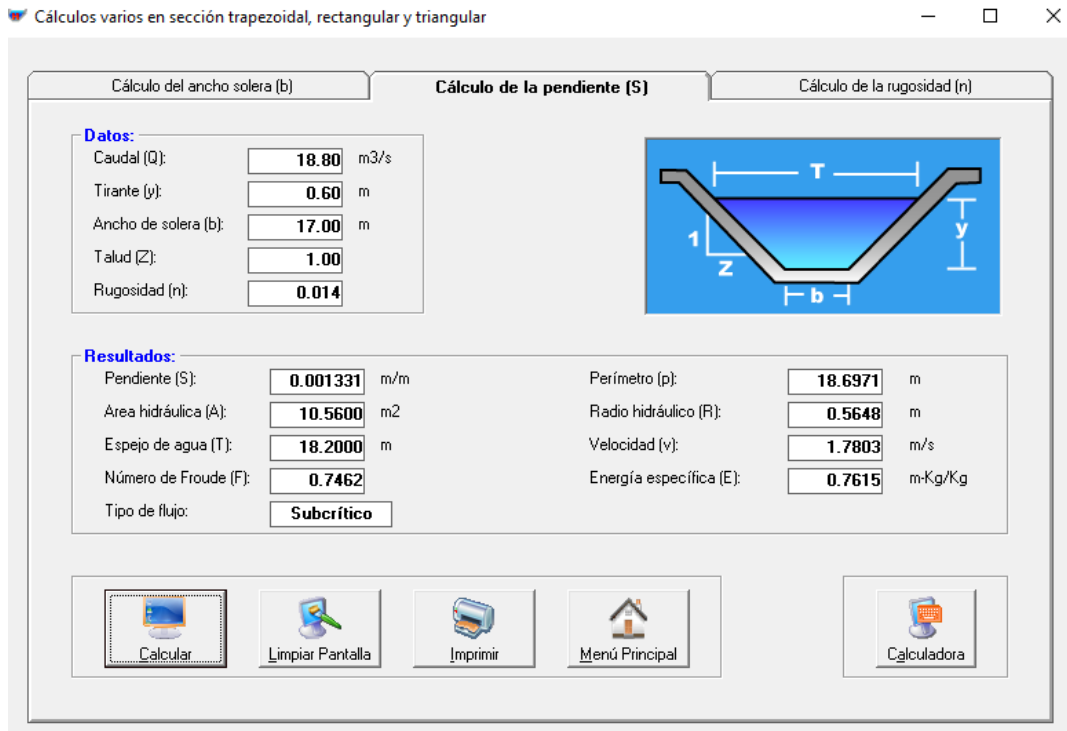 Cálculos varios en sección trapezoidal, rectangular y triangular
Cálculo del ancho solera (b)
Cálculo de la pendiente (S)
Cálculo de la rugosidad (n)
Datos:
Caudal (Q): 18.80 m3/s
Tirante (y): 0.60 m
Ancho de solera (b): 17.00 m
Talud (Z): 1.00
Rugosidad (n): 0.014
T
1
Z
b
y
Resultados:
Pendiente (S): 0.001331 m/m
Area hidráulica (A): 10.5600 m2
Espejo de agua (T): 18.2000 m
Número de Froude (F): 0.7462
Tipo de flujo: Subcrítico
Perímetro (p): 18.6971 m
Radio hidráulico (R): 0.5648 m
Velocidad (v): 1.7803 m/s
Energía específica (E): 0.7615 m-Kg/Kg
Calcular
Limpiar Pantalla
Imprimir
Menú Principal
Calculadora